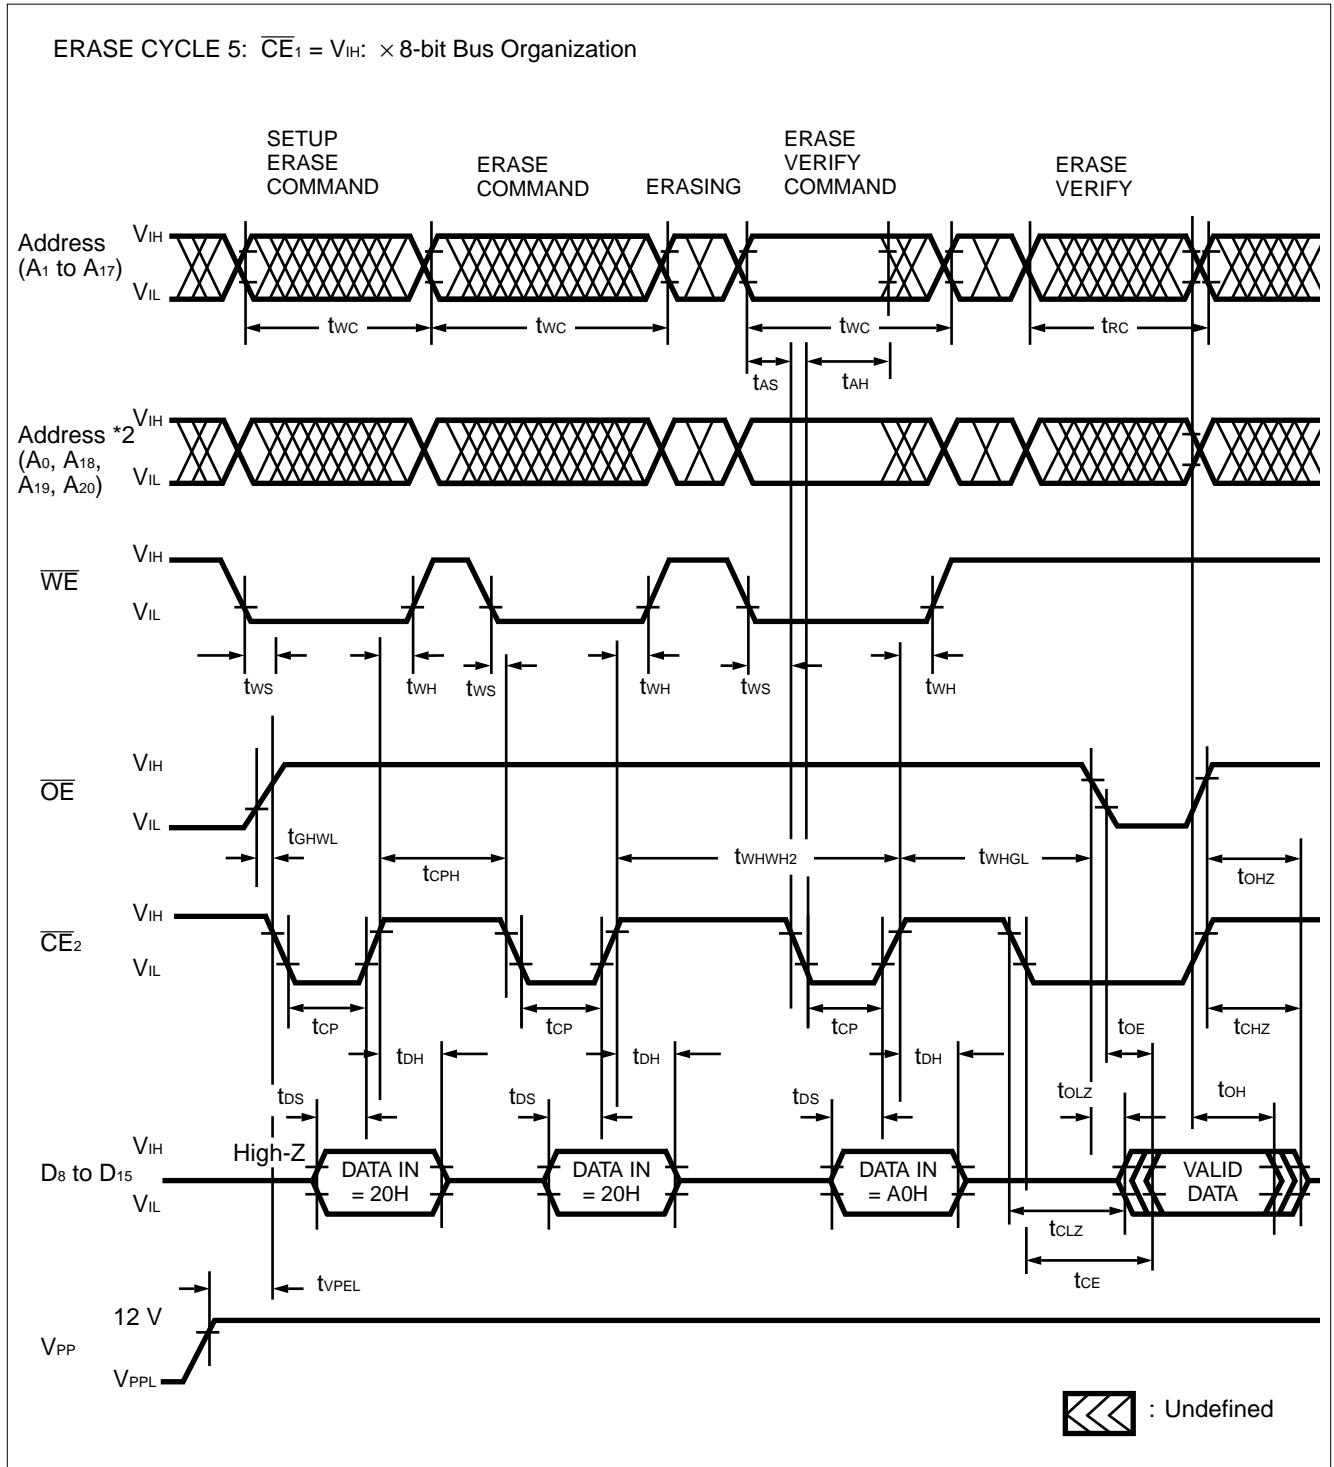 ERASE CYCLE 5: CE1 = VIH: × 8-bit Bus Organization
SETUP
ERASE
COMMAND
ERASE
COMMAND
ERASING
ERASE
VERIFY
COMMAND
ERASE
VERIFY
Address
(A1 to A17)
VIH
VIL
tWC
tWC
tWC
tRC
tAS
tAH
Address *2
(A0, A18,
A19, A20)
VIH
VIL
WE
VIH
VIL
tWS
tWH
tWS
tWH
tWS
tWH
OE
VIH
VIL
tGHWL
tCPH
tWHWH2
tWHGL
tOHZ
CE2
VIH
VIL
tCP
tCP
tCP
tOE
tCHZ
tDH
tDH
tDH
tDS
tDS
tDS
tOLZ
tOH
D8 to D15
VIH
VIL
High-Z
DATA IN
= 20H
DATA IN
= 20H
DATA IN
= A0H
VALID
DATA
tCLZ
tCE
tVPEL
VPP
12 V
VPPL
: Undefined